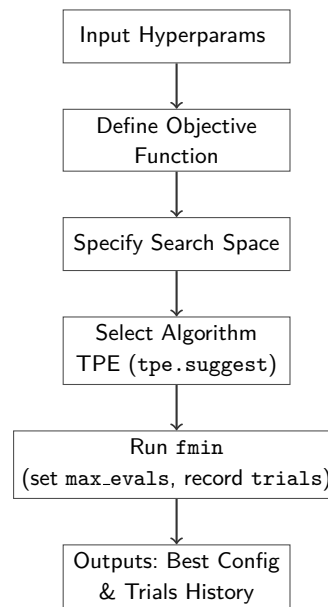 Input Hyperparams
Define Objective
Function
Specify Search Space
Select Algorithm
TPE (tpe.suggest)
Run fmin
(set max_evals, record trials)
Outputs: Best Config
& Trials History